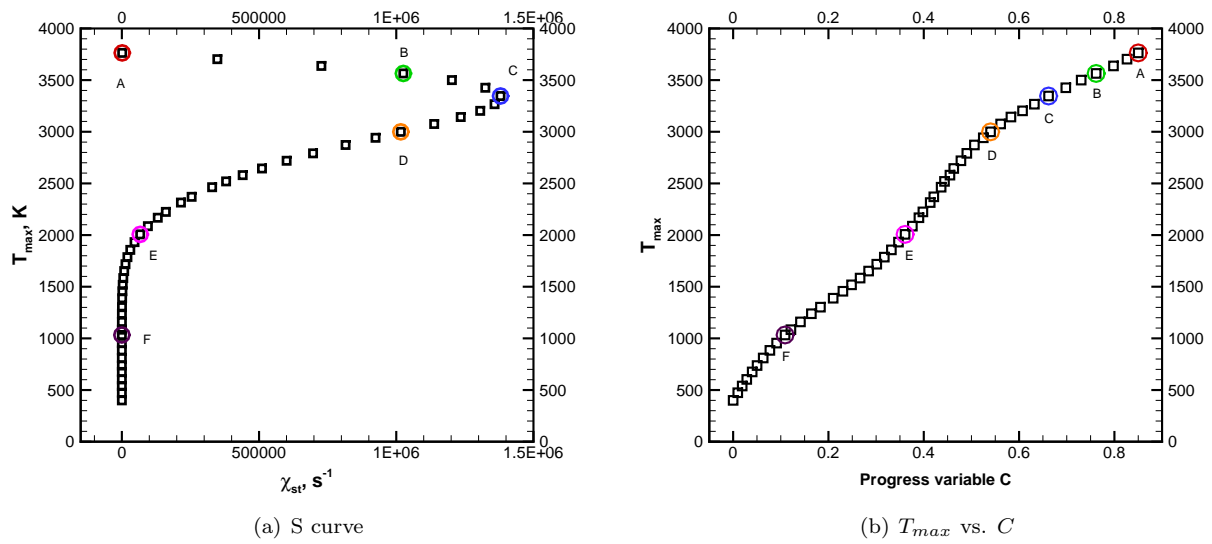 0 500000 1E+06 1.5E+06
4000 4000
3500 3500
3000 3000
2500 2500
2000 2000
1500 1500
1000 1000
500 500
0 0
0 500000 1E+06 1.5E+06
T_max, K
χ_st, s⁻¹
A
B
C
D
E
F
(a) S curve
0 0.2 0.4 0.6 0.8
4000 4000
3500 3500
3000 3000
2500 2500
2000 2000
1500 1500
1000 1000
500 500
0 0
0 0.2 0.4 0.6 0.8
T_max
Progress variable C
A
B
C
D
E
F
(b) T_max vs. C